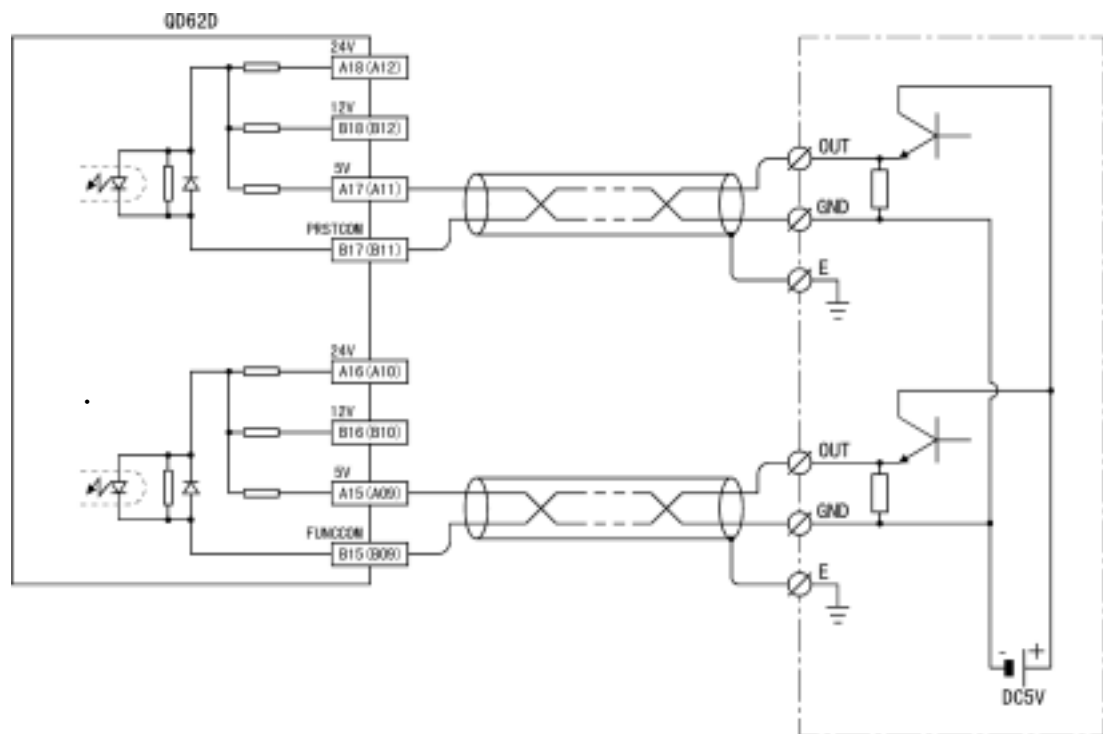 QD62D
24V
A18(A12)
12V
B18(B12)
5V
A17(A11)
PRSTCOM
B17(B11)
OUT
GND
E
24V
A16(A10)
12V
B16(B10)
5V
A15(A09)
FUNCCOM
B15(B09)
OUT
GND
E
- +
DC5V